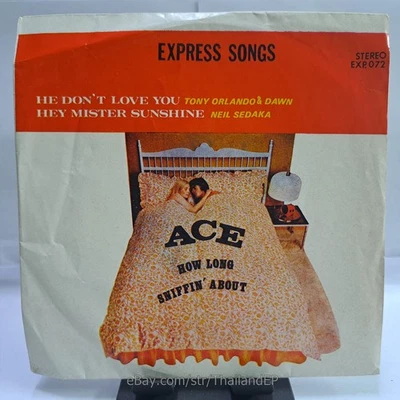 EXPRESS SONGS
STEREO
EXP. 072
HE DON'T LOVE YOU TONY ORLANDO & DAWN
HEY MISTER SUNSHINE NEIL SEDAKA
ACE
HOW LONG
SNIFFIN' ABOUT
eBay.com/str/ThailandEP